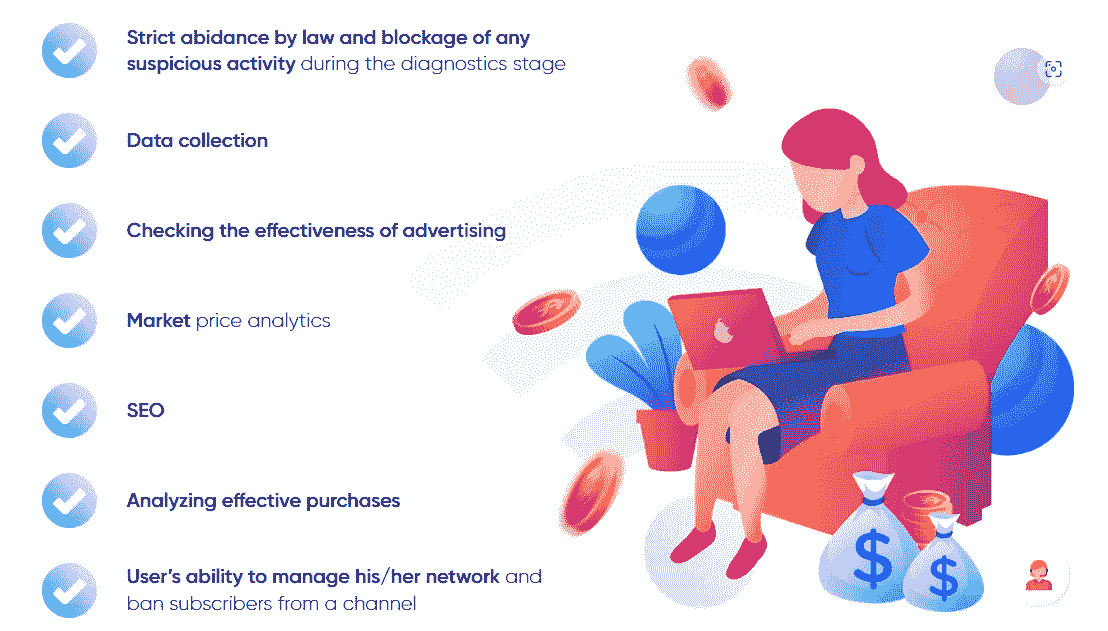 Strict abidance by law and blockage of any
suspicious activity during the diagnostics stage
Data collection
Checking the effectiveness of advertising
Market price analytics
SEO
Analyzing effective purchases
User's ability to manage his/her network and
ban subscribers from a channel
$
$